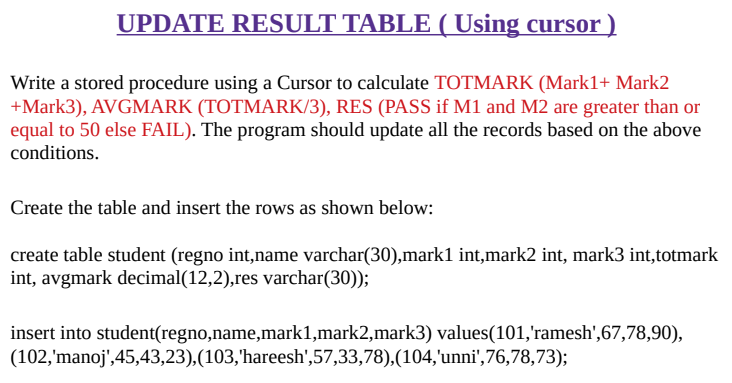 UPDATE RESULT TABLE ( Using cursor )
Write a stored procedure using a Cursor to calculate TOTMARK (Mark1+ Mark2
+Mark3), AVGMARK (TOTMARK/3), RES (PASS if M1 and M2 are greater than or
equal to 50 else FAIL). The program should update all the records based on the above
conditions.
Create the table and insert the rows as shown below:
create table student (regno int,name varchar(30),mark1 int,mark2 int, mark3 int,totmark
int, avgmark decimal(12,2),res varchar(30));
insert into student(regno,name,mark1,mark2,mark3) values(101,'ramesh',67,78,90),
(102,'manoj',45,43,23),(103,'hareesh',57,33,78),(104,'unni',76,78,73);